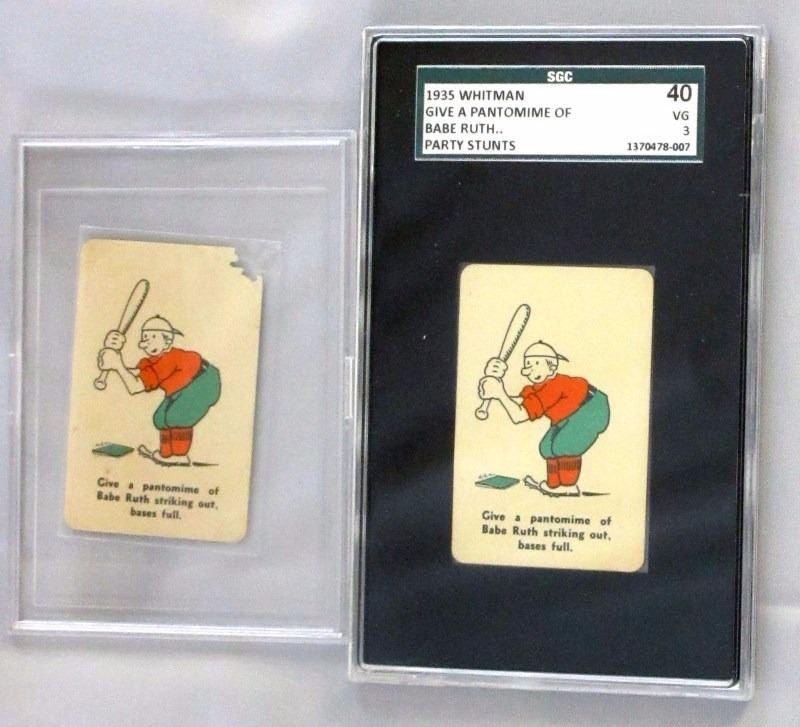 SGC
1935 WHITMAN
GIVE A PANTOMIME OF
BABE RUTH..
PARTY STUNTS
40
VG
3
1370478-007
Give a pantomime of
Babe Ruth striking out,
bases full.
Give a pantomime of
Babe Ruth striking out,
bases full.